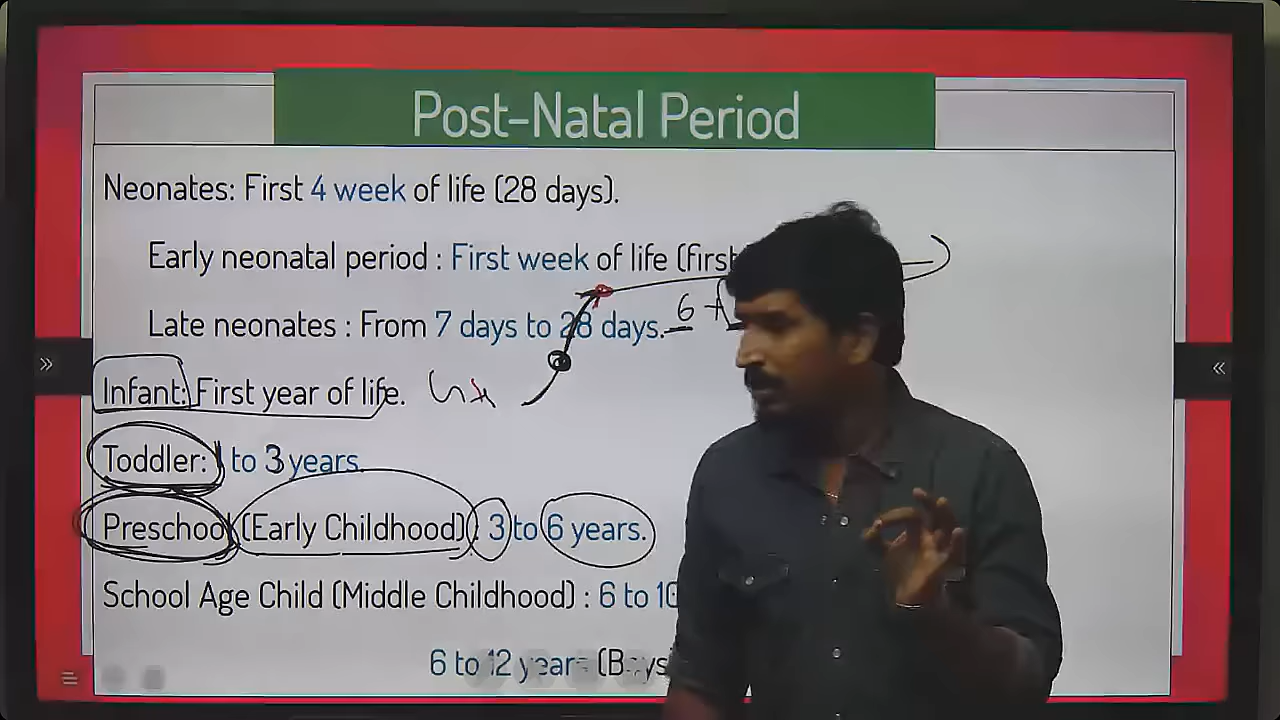 Post-Natal Period
Neonates: First 4 week of life (28 days).
Early neonatal period : First week of life (first
Late neonates : From 7 days to 28 days. 6
Infant: First year of life.
Toddler: 1 to 3 years.
Preschool (Early Childhood) : 3 to 6 years.
School Age Child (Middle Childhood) : 6 to 10
6 to 12 years (Boys